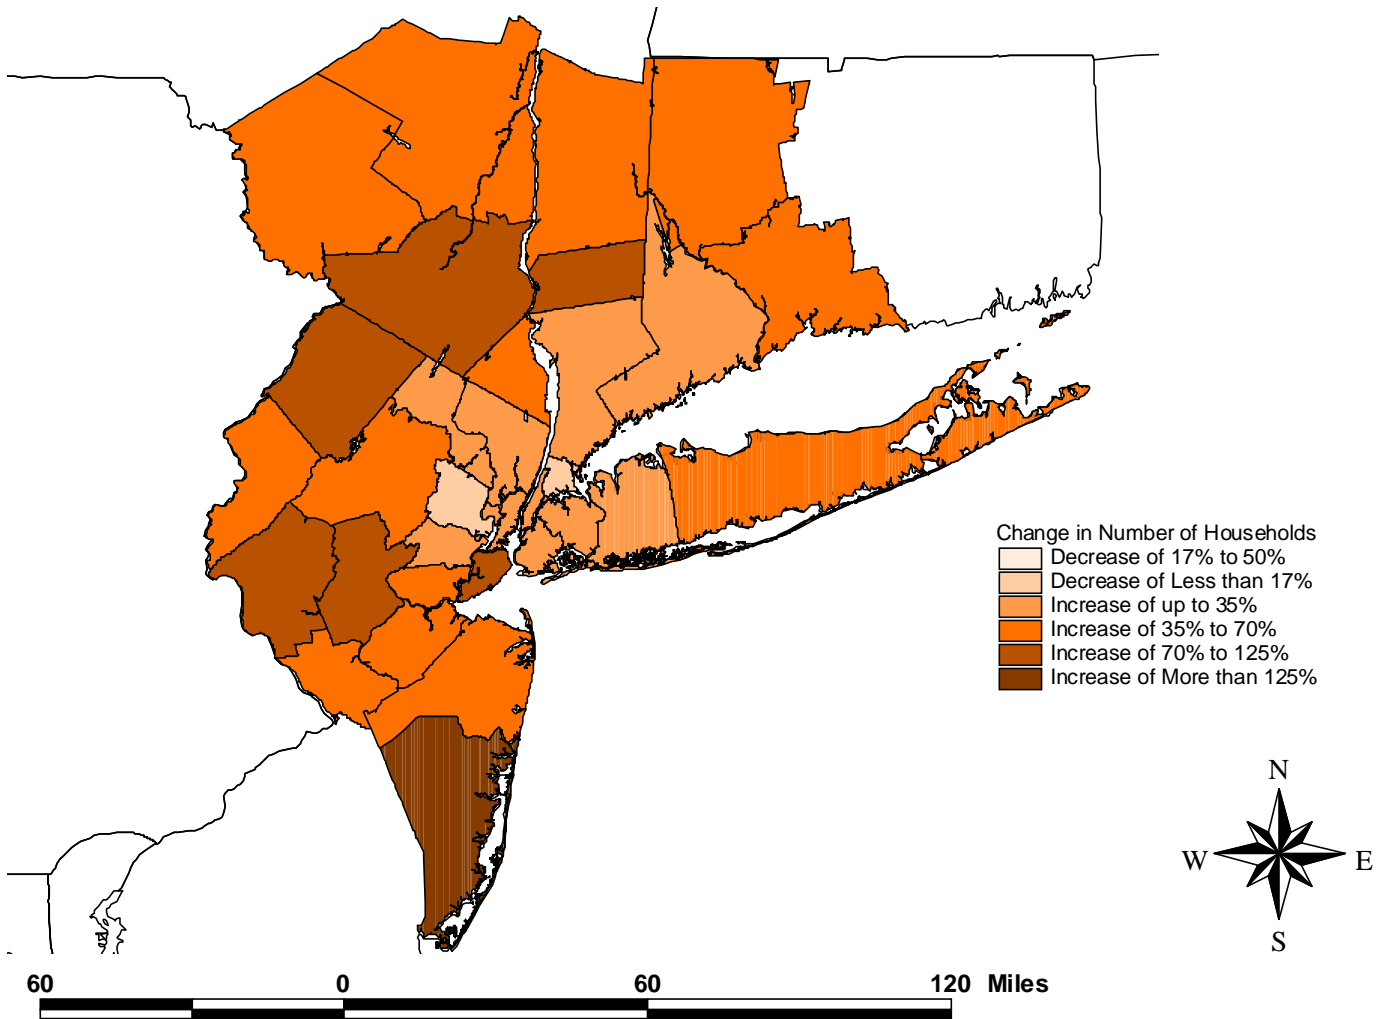 Change in Number of Households
Decrease of 17% to 50%
Decrease of Less than 17%
Increase of up to 35%
Increase of 35% to 70%
Increase of 70% to 125%
Increase of More than 125%
N
W E
S
60 0 60 120 Miles